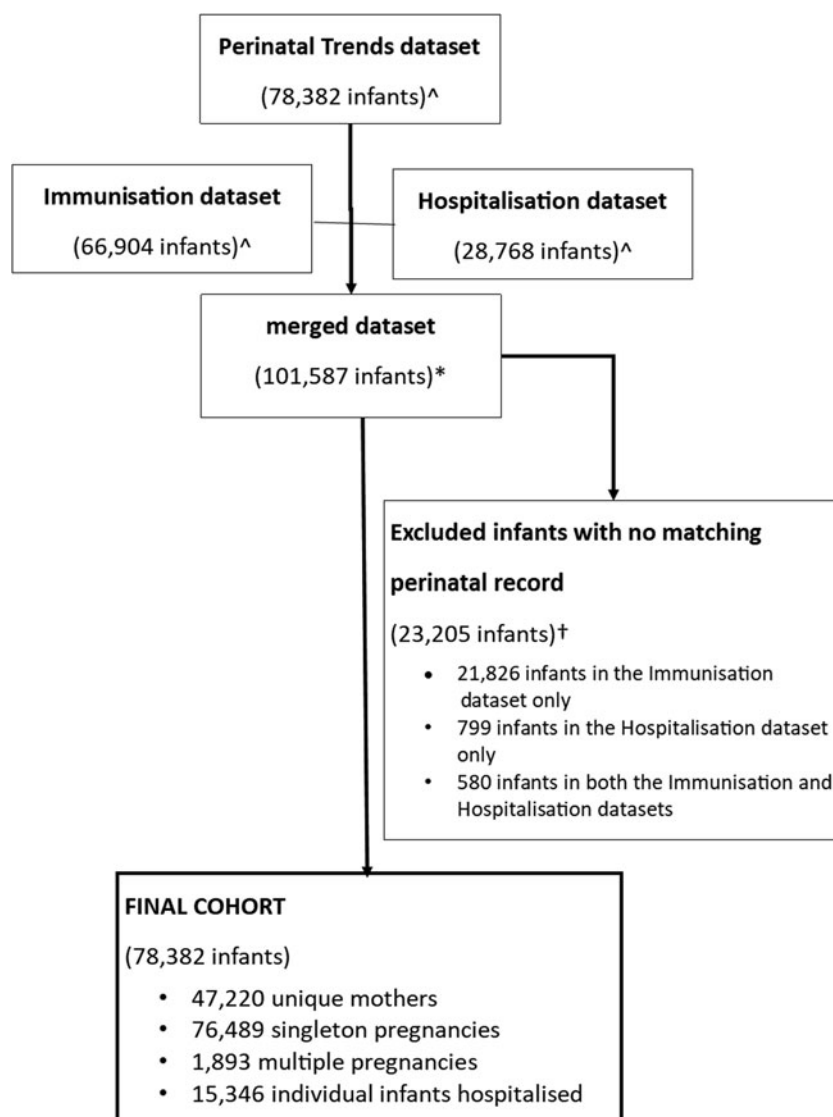 Perinatal Trends dataset
(78,382 infants)^
Immunisation dataset
(66,904 infants)^
Hospitalisation dataset
(28,768 infants)^
merged dataset
(101,587 infants)*
Excluded infants with no matching
perinatal record
(23,205 infants)†
• 21,826 infants in the Immunisation
dataset only
• 799 infants in the Hospitalisation dataset
only
• 580 infants in both the Immunisation and
Hospitalisation datasets
FINAL COHORT
(78,382 infants)
• 47,220 unique mothers
• 76,489 singleton pregnancies
• 1,893 multiple pregnancies
• 15,346 individual infants hospitalised